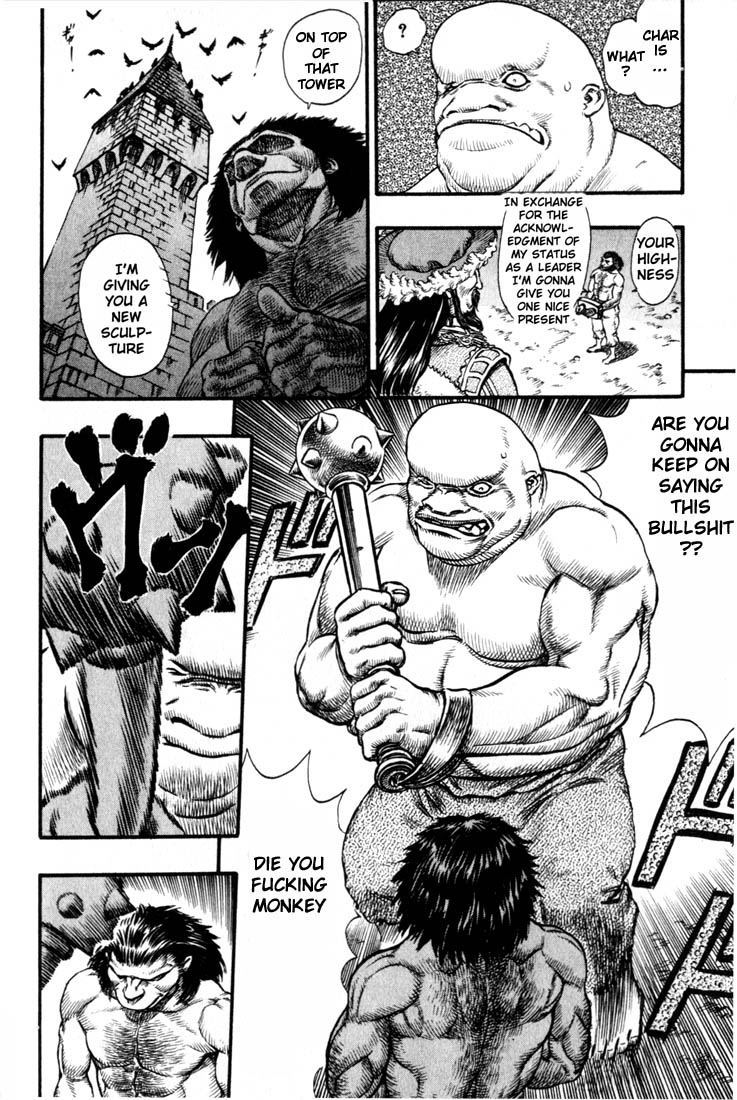 CHAR
IS
...
WHAT
?
?
YOUR
HIGH-
NESS
IN EXCHANGE
FOR THE
ACKNOWL-
EDGMENT OF
MY STATUS
AS A LEADER
I'M GONNA
GIVE YOU
ONE NICE
PRESENT
ON TOP
OF
THAT
TOWER
I'M
GIVING
YOU A
NEW
SCULP-
TURE
ARE YOU
GONNA
KEEP ON
SAYING
THIS
BULLSHIT
??
DIE YOU
FUCKING
MONKEY